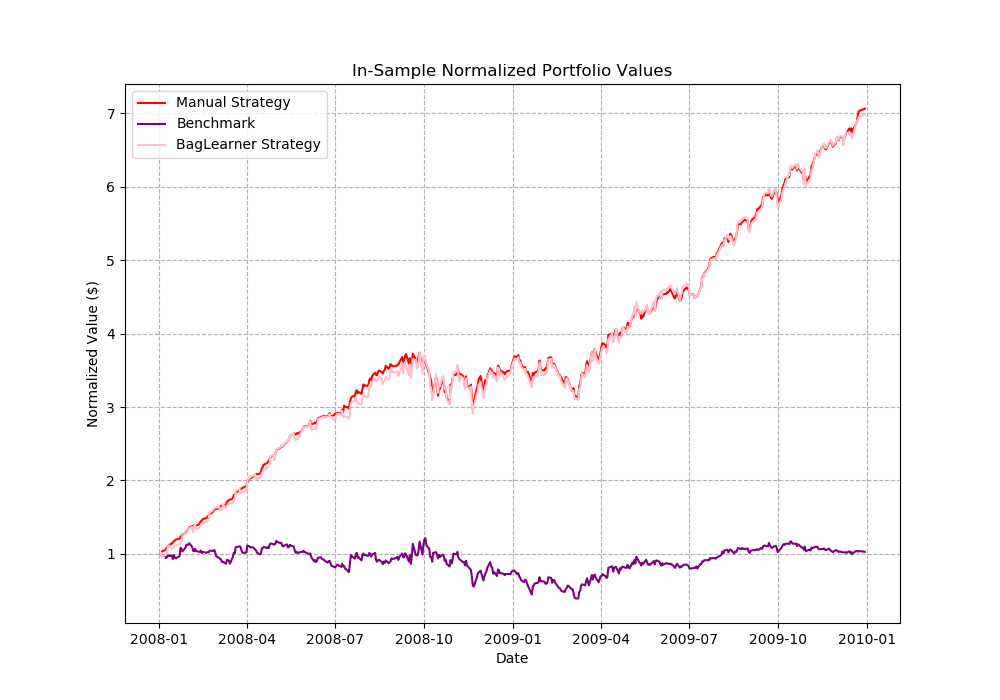 In-Sample Normalized Portfolio Values
Manual Strategy
Benchmark
BagLearner Strategy
7
6
5
4
3
2
1
Normalized Value ($)
2008-01 2008-04 2008-07 2008-10 2009-01 2009-04 2009-07 2009-10 2010-01
Date